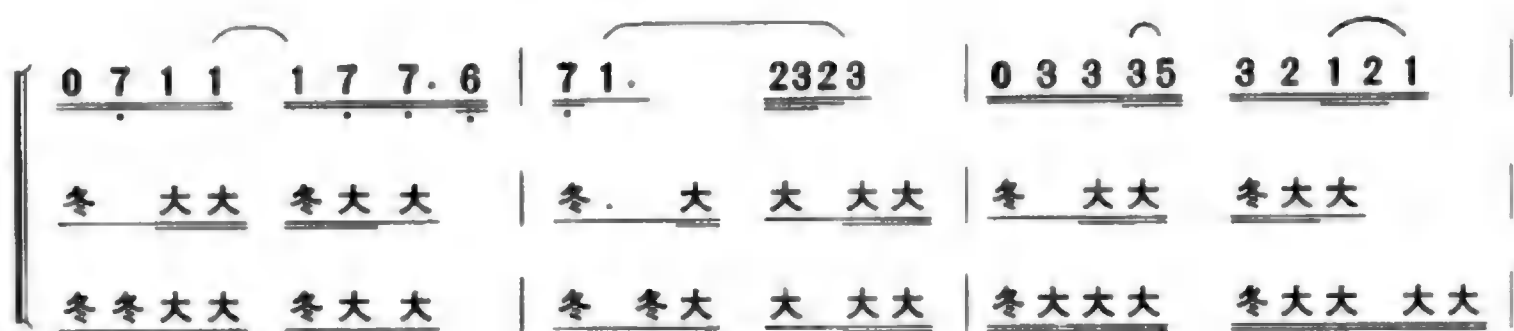 0 7 1 1 1 7 7. 6 | 7 1. 2323 | 0 3 3 35 3 2 1 2 1 |
冬 大大 冬大 大 | 冬. 大 大 大大 | 冬 大大 冬大大 |
冬冬大大 冬大 大 | 冬 冬大 大 大大 | 冬大大大 冬大大 大大 |